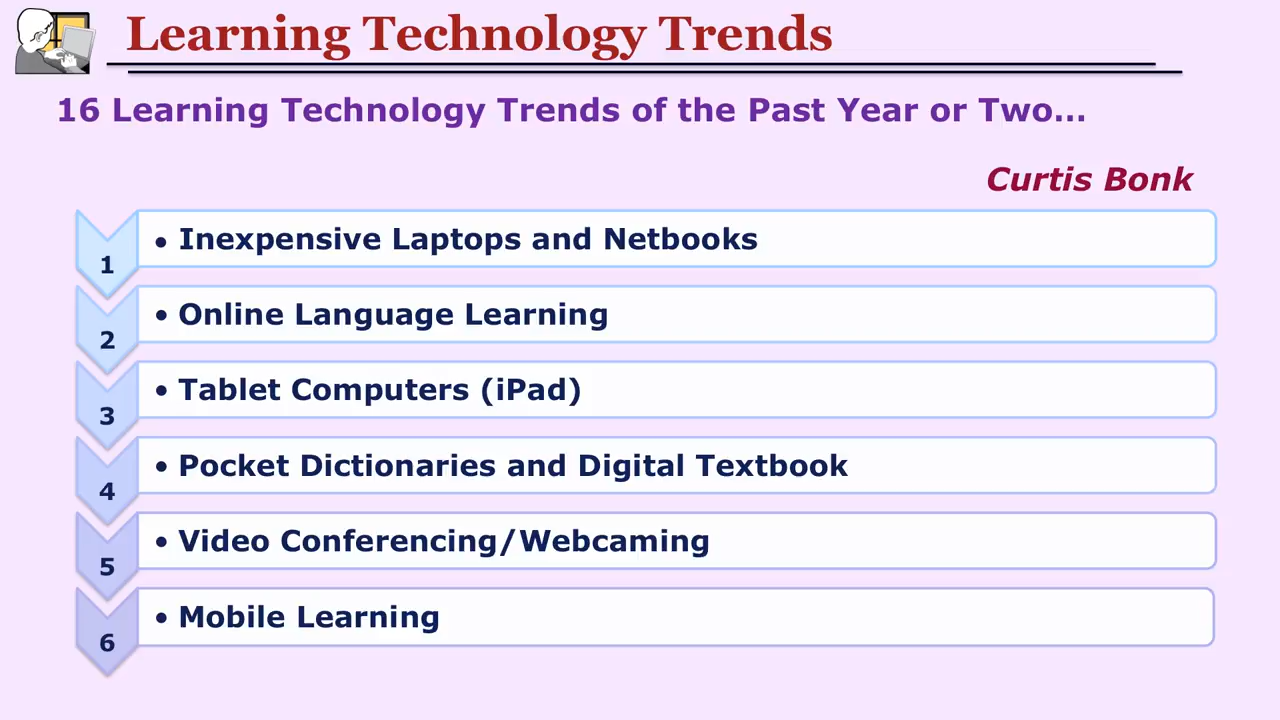 Learning Technology Trends
16 Learning Technology Trends of the Past Year or Two...
Curtis Bonk
1 • Inexpensive Laptops and Netbooks
2 • Online Language Learning
3 • Tablet Computers (iPad)
4 • Pocket Dictionaries and Digital Textbook
5 • Video Conferencing/Webcaming
6 • Mobile Learning